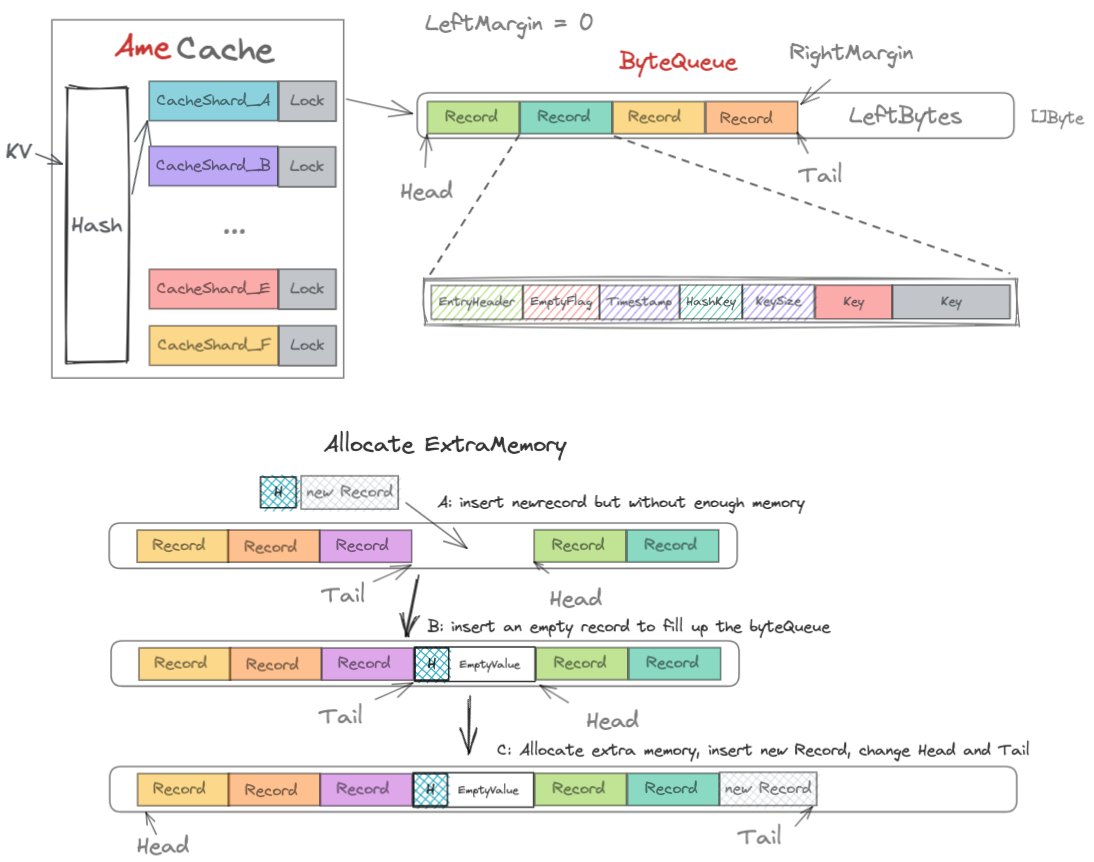 LeftMargin = 0
AmeCache
ByteQueue
RightMargin
CacheShard_A Lock
Record Record Record Record LeftBytes
[]Byte
KV
CacheShard_B Lock
Head
Tail
Hash
...
CacheShard_E Lock
EntryHeader EmptyFlag Timestamp HashKey KeySize Key Key
CacheShard_F Lock
Allocate ExtraMemory
H new Record
A: insert newrecord but without enough memory
Record Record Record Record Record
Tail
Head
B: insert an empty record to fill up the byteQueue
Record Record Record H EmptyValue Record Record
Tail
Head
C: Allocate extra memory, insert new Record, change Head and Tail
Record Record Record H EmptyValue Record Record new Record
Head
Tail